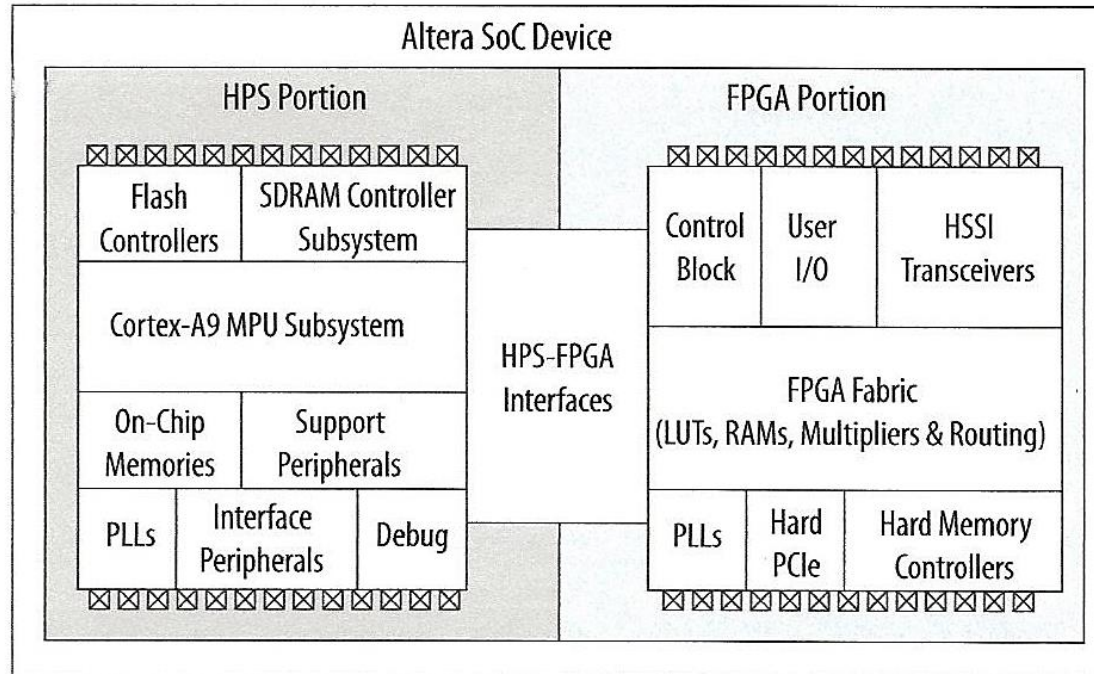 Altera SoC Device
HPS Portion
FPGA Portion
Flash
Controllers
SDRAM Controller
Subsystem
Cortex-A9 MPU Subsystem
On-Chip
Memories
Support
Peripherals
PLLs
Interface
Peripherals
Debug
HPS-FPGA
Interfaces
Control
Block
User
I/O
HSSI
Transceivers
FPGA Fabric
(LUTs, RAMs, Multipliers & Routing)
PLLs
Hard
PCIe
Hard Memory
Controllers